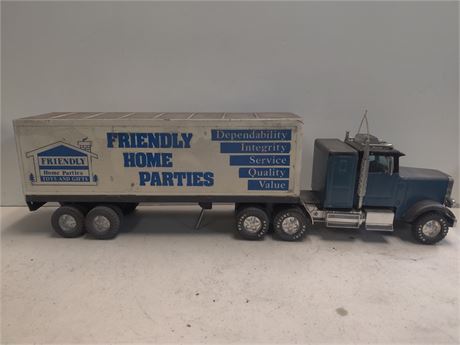 FRIENDLY
Home Parties
TOYS AND GIFTS
FRIENDLY
HOME
PARTIES
Dependability
Integrity
Service
Quality
Value